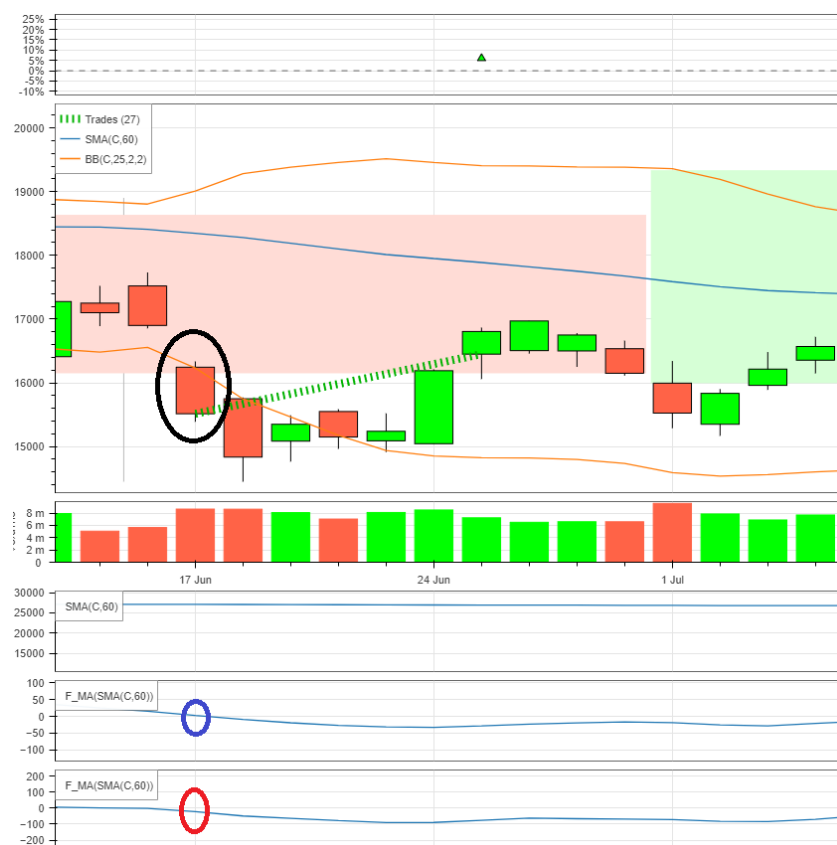 25%
20%
15%
10%
5%
0%
-5%
-10%
Trades (27)
SMA(C,60)
BB(C,25,2,2)
20000
19000
18000
17000
16000
15000
8 m
6 m
4 m
2 m
0
17 Jun
24 Jun
1 Jul
30000
SMA(C,60)
25000
15000
100
F_MA(SMA(C,60))
50
0
−50
−100
200
F_MA(SMA(C,60))
100
0
−100
−200